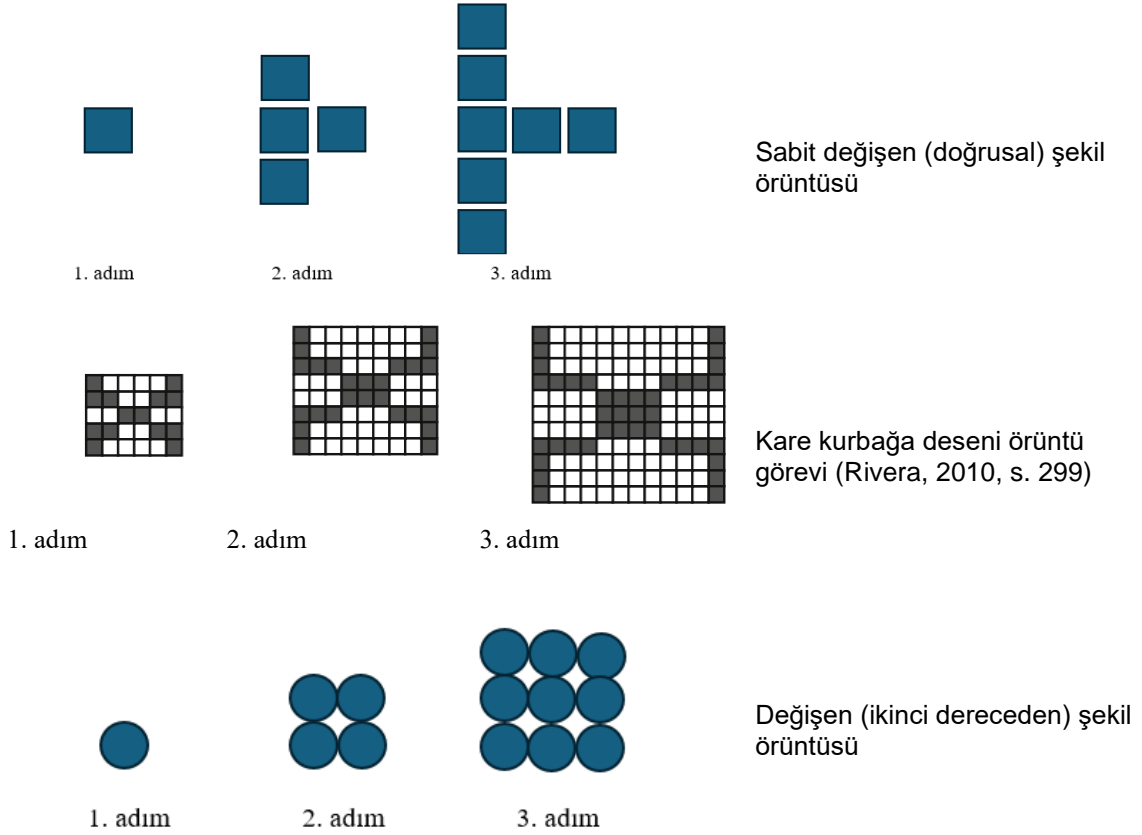 Sabit değişen (doğrusal) şekil
örüntüsü
1. adım 2. adım 3. adım
Kare kurbağa deseni örüntü
görevi (Rivera, 2010, s. 299)
1. adım 2. adım 3. adım
Değişen (ikinci dereceden) şekil
örüntüsü
1. adım 2. adım 3. adım